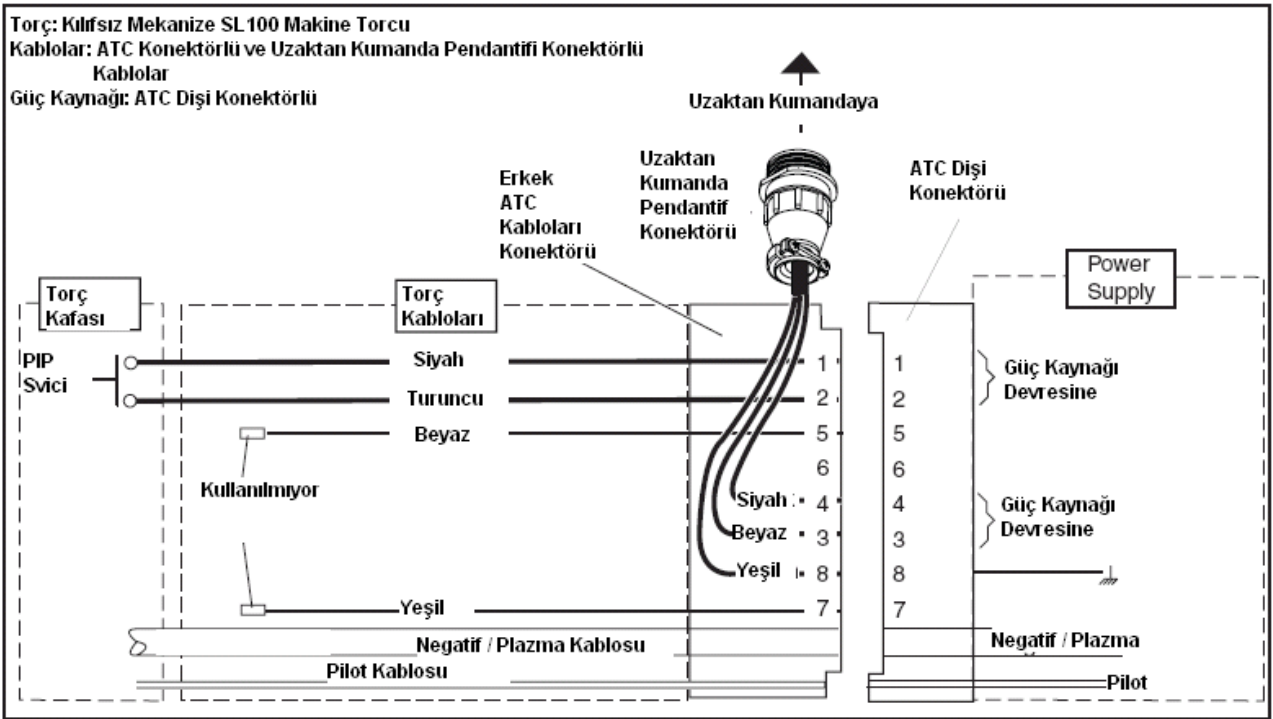 Torç: Kılıfsız Mekanize SL100 Makine Torcu
Kablolar: ATC Konektörlü ve Uzaktan Kumanda Pendantifi Konektörlü
Kablolar
Güç Kaynağı: ATC Dişi Konektörlü
Uzaktan Kumandaya
Uzaktan
Kumanda
Pendantif
Konektörü
Erkek
ATC
Kabloları
Konektörü
ATC Dişi
Konektörü
Power
Supply
Torç
Kafası
Torç
Kabloları
PIP
Svici
Siyah
1
1
Güç Kaynağı
Devresine
Turuncu
2
2
Beyaz
5
5
6
6
Kullanılmıyor
Siyah
4
4
Güç Kaynağı
Devresine
Beyaz
3
3
Yeşil
8
8
Yeşil
7
7
Negatif / Plazma Kablosu
Negatif / Plazma
Pilot Kablosu
Pilot